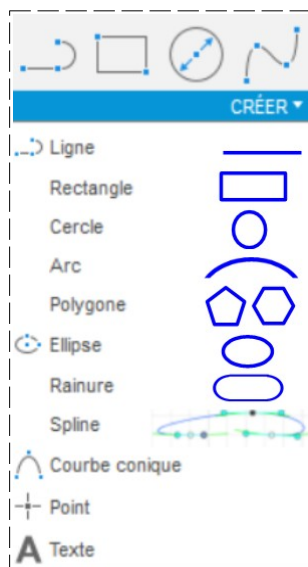 CRÉER
Ligne
Rectangle
Cercle
Arc
Polygone
Ellipse
Rainure
Spline
Courbe conique
Point
A Texte